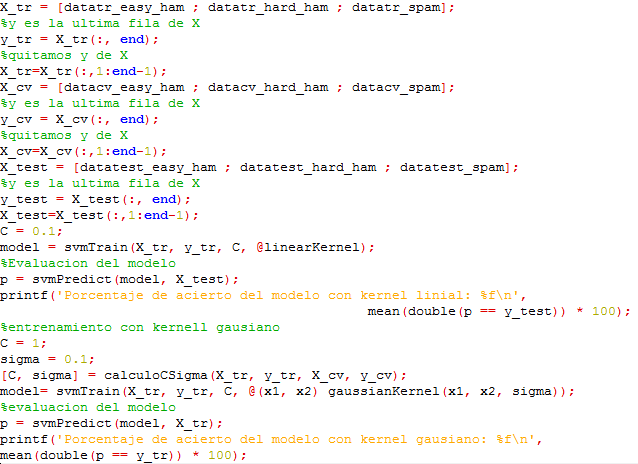 X_tr = [datatr_easy_ham ; datatr_hard_ham ; datatr_spam];
%y es la ultima fila de X
y_tr = X_tr(:, end);
%quitamos y de X
X_tr=X_tr(:,1:end-1);
X_cv = [datacv_easy_ham ; datacv_hard_ham ; datacv_spam];
%y es la ultima fila de X
y_cv = X_cv(:, end);
%quitamos y de X
X_cv=X_cv(:,1:end-1);
X_test = [datatest_easy_ham ; datatest_hard_ham ; datatest_spam];
%y es la ultima fila de X
y_test = X_test(:, end);
X_test=X_test(:,1:end-1);
C = 0.1;
model = svmTrain(X_tr, y_tr, C, @linearKernel);
%Evaluacion del modelo
p = svmPredict(model, X_test);
printf('Porcentaje de acierto del modelo con kernel linial: %f\n',
mean(double(p == y_test)) * 100);
%entrenamiento con kernell gausiano
C = 1;
sigma = 0.1;
[C, sigma] = calculoCSigma(X_tr, y_tr, X_cv, y_cv);
model= svmTrain(X_tr, y_tr, C, @(x1, x2) gaussianKernel(x1, x2, sigma));
%evaluacion del modelo
p = svmPredict(model, X_tr);
printf('Porcentaje de acierto del modelo con kernel gausiano: %f\n',
mean(double(p == y_tr)) * 100);